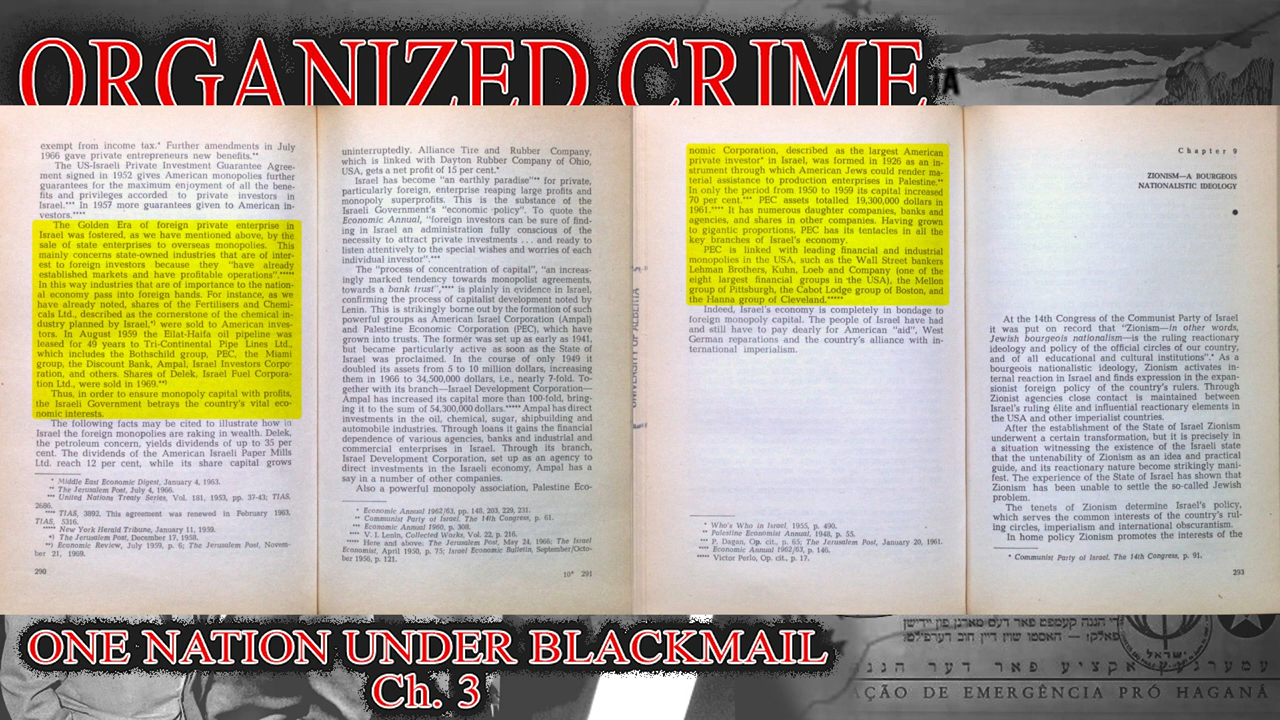 ORGANIZED CRIME
A
exempt from income tax.* Further amendments in July
1966 gave private entrepreneurs new benefits.**
The US-Israeli Private Investment Guarantee Agree-
ment signed in 1952 gives American monopolies further
guarantees for the maximum enjoyment of all the bene-
fits and privileges accorded to private investors in
Israel.*** In 1957 more guarantees given to American in-
vestors.****
The Golden Era of foreign private enterprise in
Israel was fostered, as we have mentioned above, by the
sale of state enterprises to overseas monopolies. This
mainly concerns state-owned industries that are of inter-
est to foreign investors because they "have already
established markets and have profitable operations".*****
In this way industries that are of importance to the nation-
al economy pass into foreign hands. For instance, as we
have already noted, shares of the Fertilisers and Chemi-
cals Ltd., described as the cornerstone of the chemical in-
dustry planned by Israel,*) were sold to American inves-
tors. In August 1959 the Eilat-Haifa oil pipeline was
leased for 49 years to Tri-Continental Pipe Lines Ltd.,
which includes the Bothschild group, PEC, the Miami
group, the Discount Bank, Ampal, Israel Investors Corpo-
ration, and others. Shares of Delek, Israel Fuel Corpora-
tion Ltd., were sold in 1969.**)
Thus, in order to ensure monopoly capital with profits,
the Israeli Government betrays the country's vital eco-
nomic interests.
The following facts may be cited to illustrate how in
Israel the foreign monopolies are raking in wealth. Delek,
the petroleum concern, yields dividends of up to 35 per
cent. The dividends of the American Israeli Paper Mills
Ltd. reach 12 per cent, while its share capital grows
* Middle East Economic Digest, January 4, 1963.
** The Jerusalem Post, July 4, 1966.
*** United Nations Treaty Series, Vol. 181, 1953, pp. 37-43; TIAS,
2686.
**** TIAS, 3892. This agreement was renewed in February 1963,
TIAS, 5316.
***** New York Herald Tribune, January 11, 1959.
*) The Jerusalem Post, December 17, 1958.
**) Economic Review, July 1959, p. 6; The Jerusalem Post, Novem-
ber 21, 1969.
290
uninterruptedly. Alliance Tire and Rubber Company,
which is linked with Dayton Rubber Company of Ohio,
USA, gets a net profit of 15 per cent.*
Israel has become "an earthly paradise"** for private,
particularly foreign, enterprise reaping large profits and
monopoly superprofits. This is the substance of the
Israeli Government's "economic policy". To quote the
Economic Annual, "foreign investors can be sure of find-
ing in Israel an administration fully conscious of the
necessity to attract private investments . . . and ready to
listen attentively to the special wishes and worries of each
individual investor".***
The "process of concentration of capital", "an increas-
ingly marked tendency towards monopolist agreements,
towards a bank trust",**** is plainly in evidence in Israel,
confirming the process of capitalist development noted by
Lenin. This is strikingly borne out by the formation of
such powerful groups as American Israel Corporation (Ampal)
and Palestine Economic Corporation (PEC), which have
grown into trusts. The former was set up as early as 1941,
but became particularly active as soon as the State of
Israel was proclaimed. In the course of only 1949 it
doubled its assets from 5 to 10 million dollars, increasing
them in 1966 to 34,500,000 dollars, i.e., nearly 7-fold. To-
gether with its branch—Israel Development Corporation—
Ampal has increased its capital more than 100-fold, bring-
ing it to the sum of 54,300,000 dollars.***** Ampal has direct
investments in the oil, chemical, sugar, shipbuilding and
automobile industries. Through loans it gains the financial
dependence of various agencies, banks and industrial and
commercial enterprises in Israel. Through its branch,
Israel Development Corporation, set up as an agency to
direct investments in the Israeli economy, Ampal has a
say in a number of other companies.
Also a powerful monopoly association, Palestine Eco-
* Economic Annual 1962/63, pp. 148, 203, 229, 231.
** Communist Party of Israel. The 14th Congress, p. 61.
*** Economic Annual 1960, p. 308.
**** V. I. Lenin, Collected Works, Vol. 22, p. 216.
***** Here and above: The Jerusalem Post, May 24, 1966; The Israel
Economist, April 1950, p. 75; Israel Economic Bulletin, September/Octo-
ber 1956, p. 121.
10* 291
UNIVERSITY OF ALBERTA
nomic Corporation, described as the largest American
private investor* in Israel, was formed in 1926 as an in-
strument through which American Jews could render ma-
terial assistance to production enterprises in Palestine.**
In only the period from 1950 to 1959 its capital increased
70 per cent.*** PEC assets totalled 19,300,000 dollars in
1961.**** It has numerous daughter companies, banks and
agencies, and shares in other companies. Having grown
to gigantic proportions, PEC has its tentacles in all the
key branches of Israel's economy.
PEC is linked with leading financial and industrial
monopolies in the USA, such as the Wall Street bankers
Lehman Brothers, Kuhn, Loeb and Company (one of the
eight largest financial groups in the USA), the Mellon
group of Pittsburgh, the Cabot Lodge group of Boston, and
the Hanna group of Cleveland.*****
Indeed, Israel's economy is completely in bondage to
foreign monopoly capital. The people of Israel have had
and still have to pay dearly for American "aid", West
German reparations and the country's alliance with in-
ternational imperialism.
* Who's Who in Israel, 1955, p. 490.
** Palestine Economic Annual, 1948, p. 55.
*** P. Dagan, Op. cit., p. 65; The Jerusalem Post, January 20, 1961.
**** Economic Annual 1962/63, p. 146.
***** Victor Perlo, Op. cit., p. 17.
Chapter 9
ZIONISM—A BOURGEOIS
NATIONALISTIC IDEOLOGY
At the 14th Congress of the Communist Party of Israel
it was put on record that "Zionism—in other words,
Jewish bourgeois nationalism—is the ruling reactionary
ideology and policy of the official circles of our country,
and of all educational and cultural institutions".* As a
bourgeois nationalistic ideology, Zionism activates in-
ternal reaction in Israel and finds expression in the expan-
sionist foreign policy of the country's rulers. Through
Zionist agencies close contact is maintained between
Israel's ruling élite and influential reactionary elements in
the USA and other imperialist countries.
After the establishment of the State of Israel Zionism
underwent a certain transformation, but it is precisely in
a situation witnessing the existence of the Israeli state
that the untenability of Zionism as an idea and practical
guide, and its reactionary nature become strikingly mani-
fest. The experience of the State of Israel has shown that
Zionism has been unable to settle the so-called Jewish
problem.
The tenets of Zionism determine Israel's policy,
which serves the common interests of the country's rul-
ing circles, imperialism and international obscurantism.
In home policy Zionism promotes the interests of the
* Communist Party of Israel, The 14th Congress, p. 91.
293
ONE NATION UNDER BLACKMAIL
Ch. 3
ישראל
AÇÃO DE EMERGÊNCIA PRÓ HAGANÁ